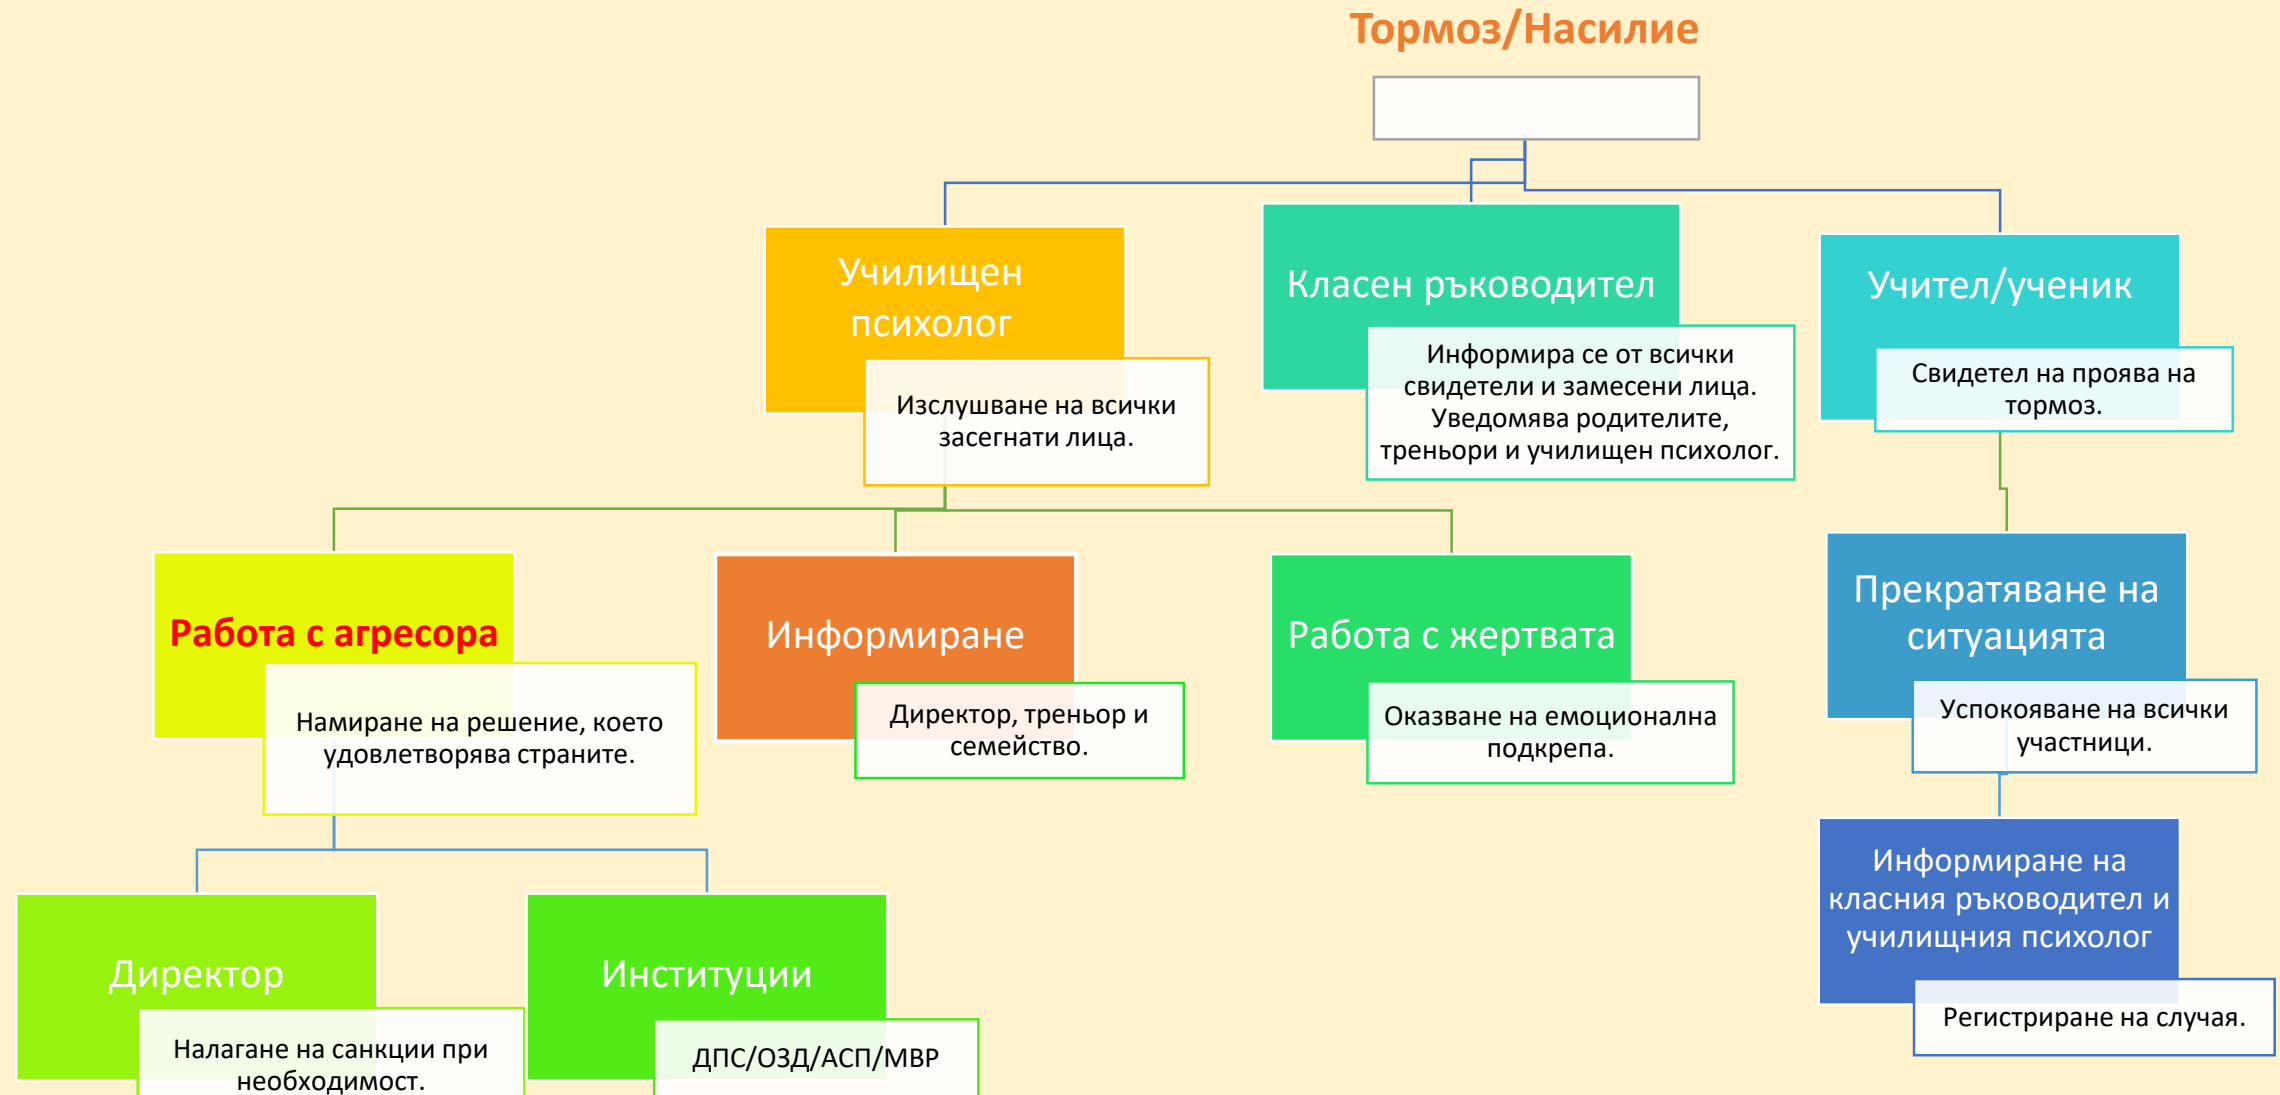 Тормоз/Насилие
Училищен
психолог
Изслушване на всички
засегнати лица.
Класен ръководител
Информира се от всички
свидетели и замесени лица.
Уведомява родителите,
треньори и училищен психолог.
Учител/ученик
Свидетел на проява на
тормоз.
Работа с агресора
Намиране на решение, което
удовлетворява страните.
Информиране
Директор, треньор и
семейство.
Работа с жертвата
Оказване на емоционална
подкрепа.
Прекратяване на
ситуацията
Успокояване на всички
участници.
Директор
Налагане на санкции при
необходимост.
Институции
ДПС/ОЗД/АСП/МВР
Информиране на
класния ръководител и
училищния психолог
Регистриране на случая.